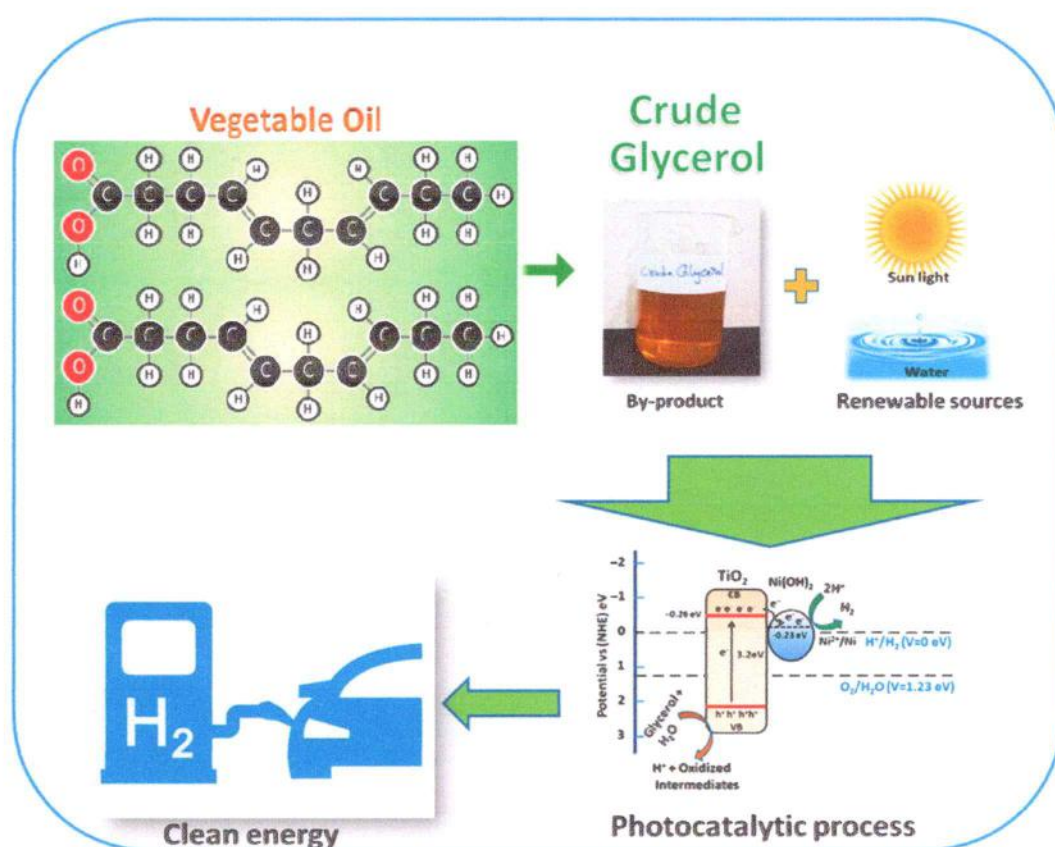 Vegetable Oil
Crude
Glycerol
O C C C C C C C C C O
H H H H H H H H H H H H H H
O C C C C C C C C C O
H H H H H H H H H H H H H H
Crude Glycerol
Sun light
Water
By-product
Renewable sources
-2
-1
0
1
2
3
Potential vs (NHE) eV
TiO₂
CB
e⁻ e⁻ e⁻ e⁻
-0.26 eV
e⁻
3.2eV
h⁺ h⁺ h⁺h⁺
VB
Ni(OH)₂
e⁻
e⁻ e⁻
-0.23 eV
2H⁺
H₂
Ni²⁺/Ni
H⁺/H₂ (V=0 eV)
O₂/H₂O (V=1.23 eV)
Glycerol +
H₂O
H⁺ + Oxidized
Intermediates
H₂
Clean energy
Photocatalytic process